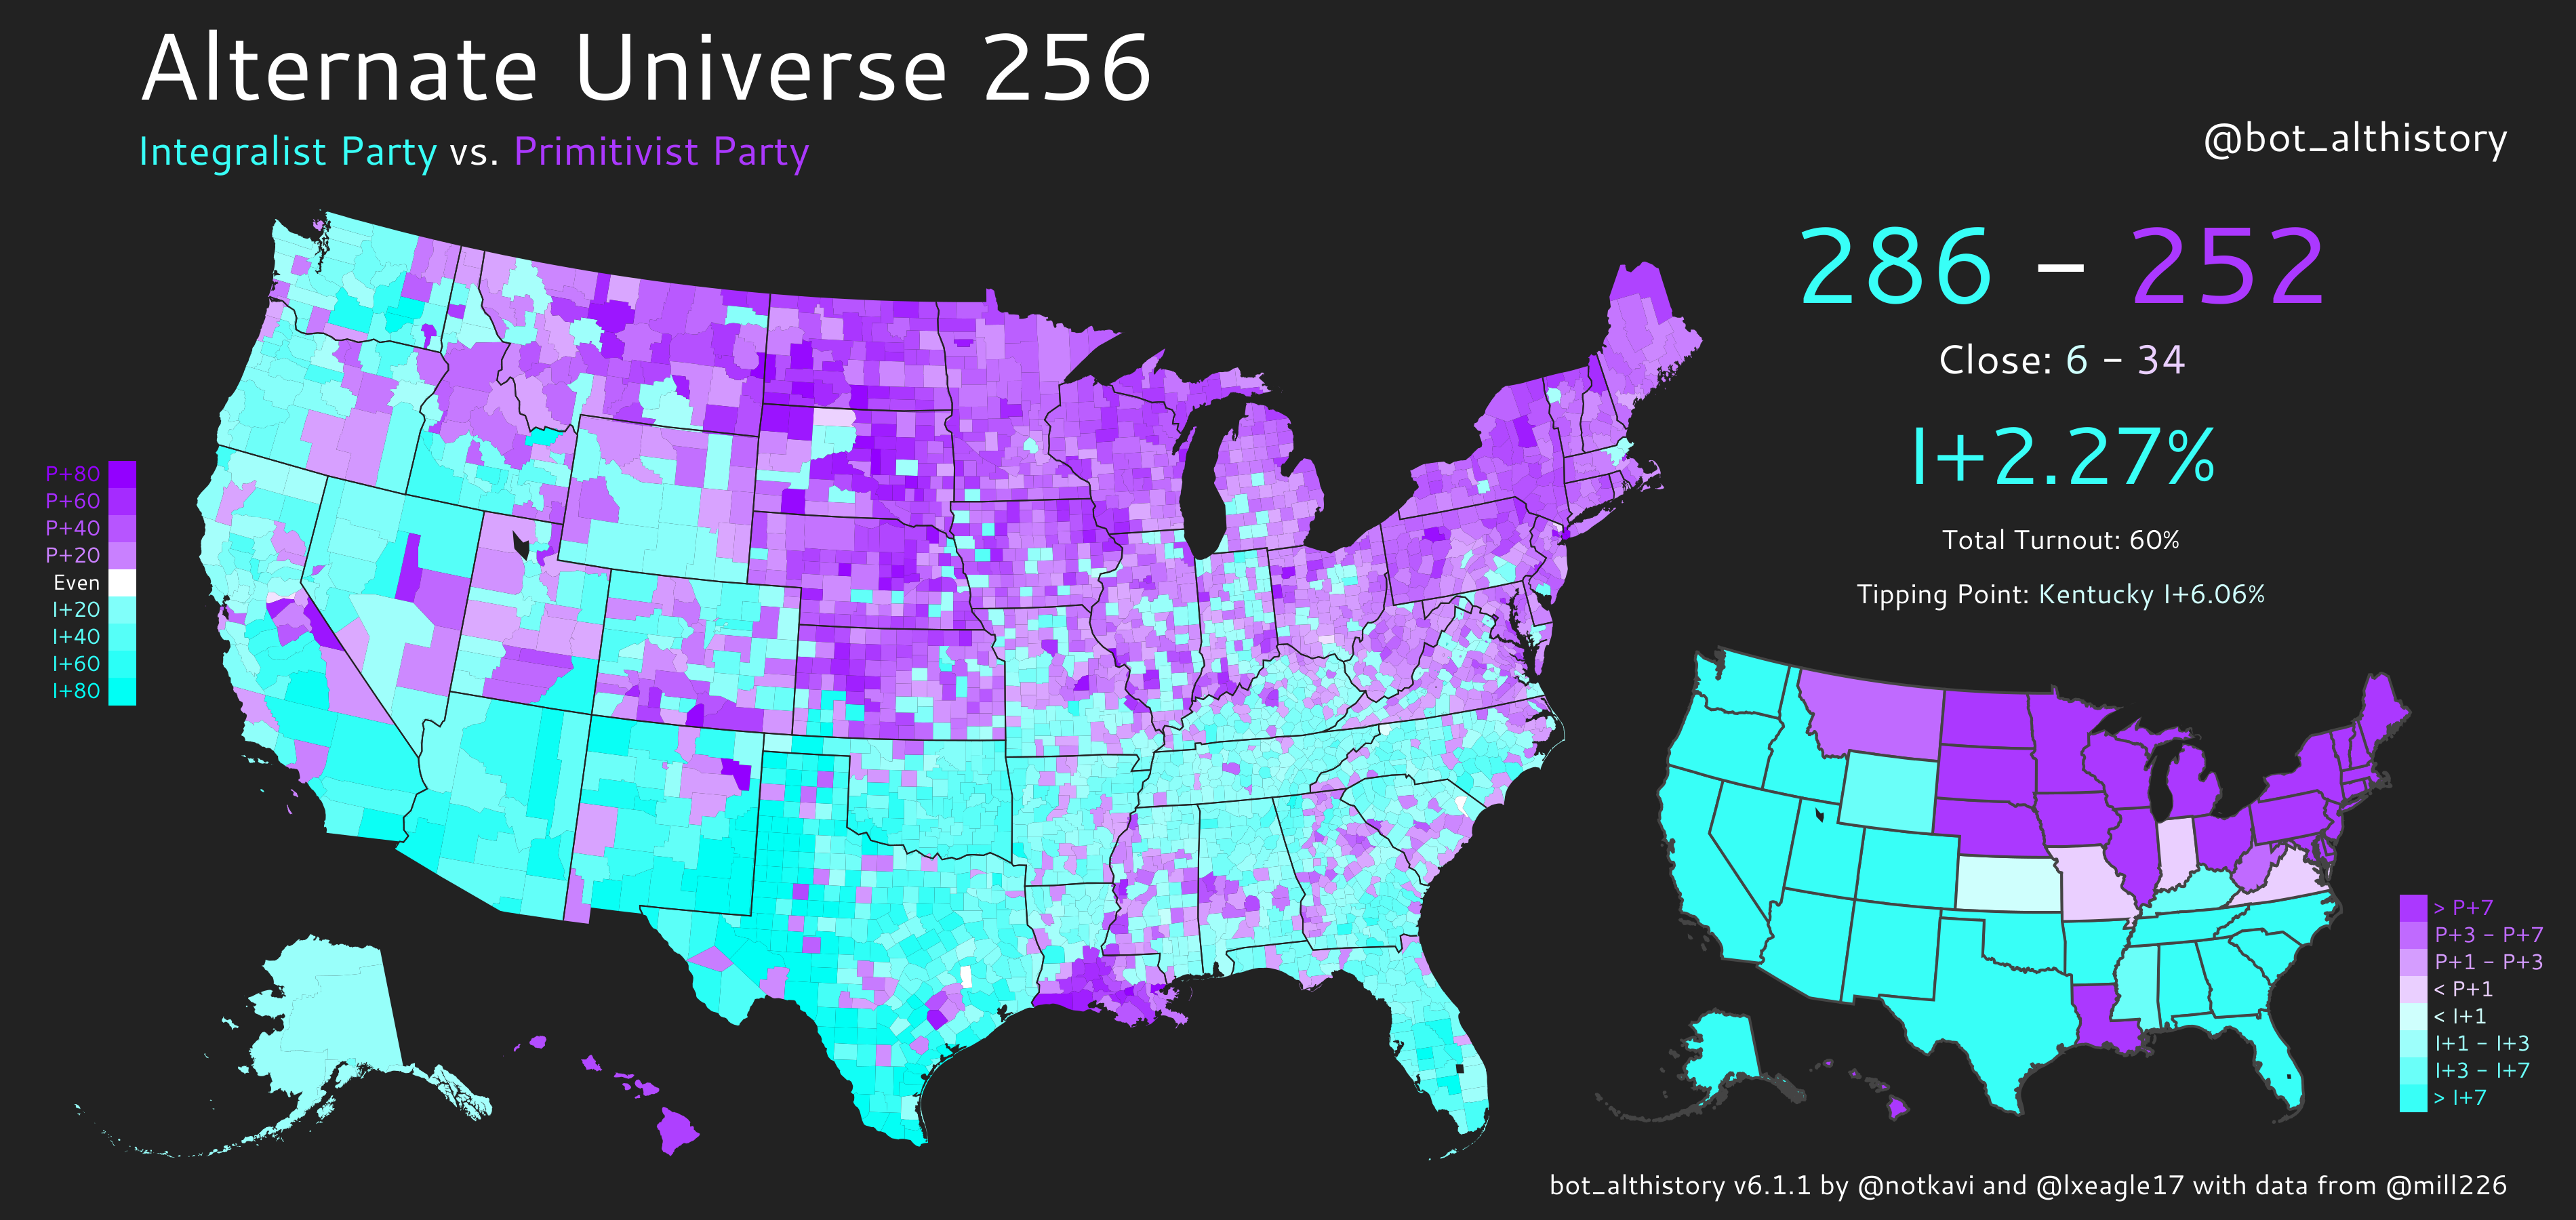 Alternate Universe 256
Integralist Party vs. Primitivist Party
@bot_althistory
286 – 252
Close: 6 – 34
I+2.27%
Total Turnout: 60%
Tipping Point: Kentucky I+6.06%
P+80
P+60
P+40
P+20
Even
I+20
I+40
I+60
I+80
> P+7
P+3 – P+7
P+1 – P+3
< P+1
< I+1
I+1 – I+3
I+3 – I+7
> I+7
bot_althistory v6.1.1 by @notkavi and @lxeagle17 with data from @mill226